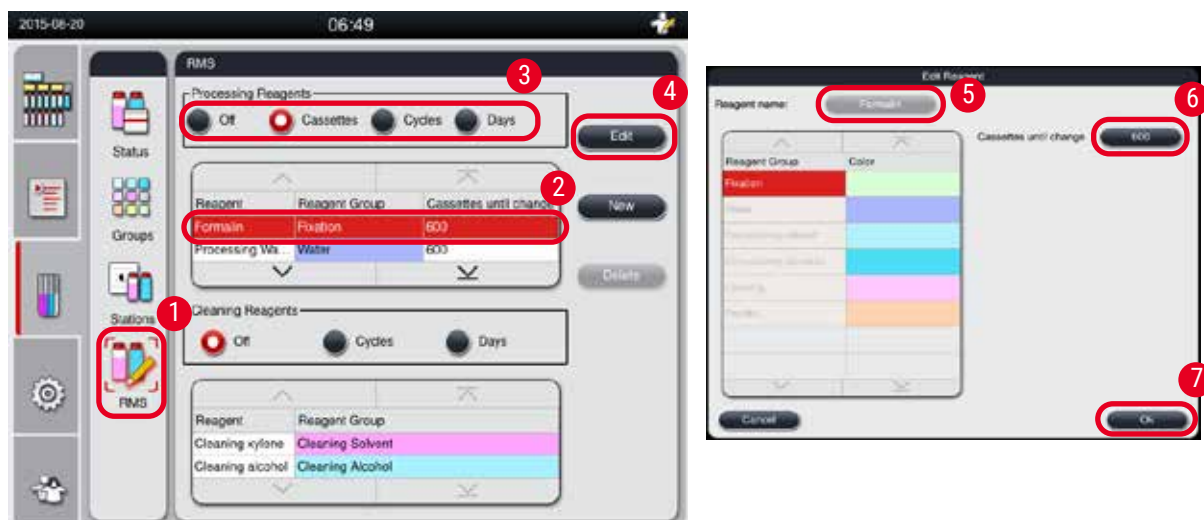 2015-08-20 06:49
RMS
3
Processing Reagents
4
Off Cassettes Cycles Days
Edit
Status
2
Reagent Reagent Group Cassettes until change
New
Formalin Fixation 600
Groups
Processing Wa... Water 600
Delete
Stations
1
Cleaning Reagents
Off Cycles Days
RMS
Reagent Reagent Group
Cleaning xylene Cleaning Solvent
Cleaning alcohol Cleaning Alcohol
Edit Reagent
Reagent name: Formalin
5
6
Cassettes until change 600
Reagent Group Color
Fixation
7
Cancel Ok